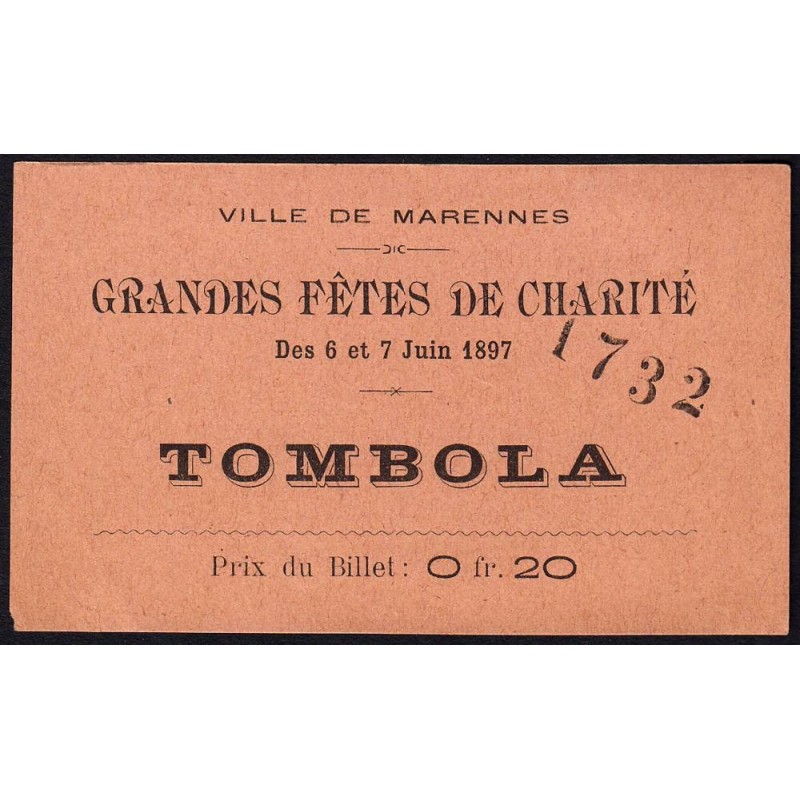 VILLE DE MARENNES
GRANDES FÊTES DE CHARITÉ
Des 6 et 7 Juin 1897
1732
TOMBOLA
Prix du Billet : 0 fr. 20